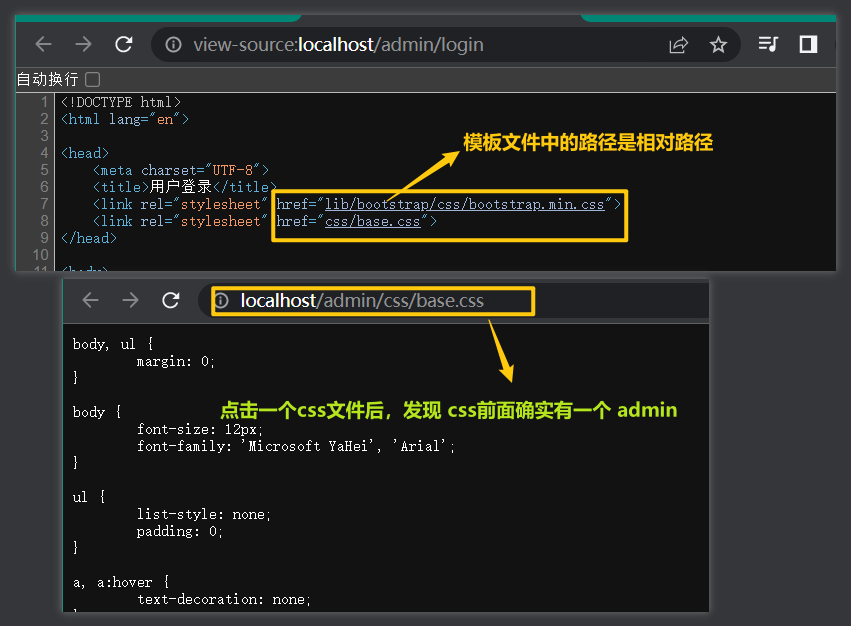 view-source:localhost/admin/login
自动换行
1 <!DOCTYPE html>
2 <html lang="en">
3
4 <head>
5 <meta charset="UTF-8">
6 <title>用户登录</title>
7 <link rel="stylesheet" href="lib/bootstrap/css/bootstrap.min.css">
8 <link rel="stylesheet" href="css/base.css">
9 </head>
10
11 <body>
模板文件中的路径是相对路径
localhost/admin/css/base.css
body, ul {
margin: 0;
}
body {
font-size: 12px;
font-family: 'Microsoft YaHei', 'Arial';
}
ul {
list-style: none;
padding: 0;
}
a, a:hover {
text-decoration: none;
点击一个css文件后，发现 css前面确实有一个 admin